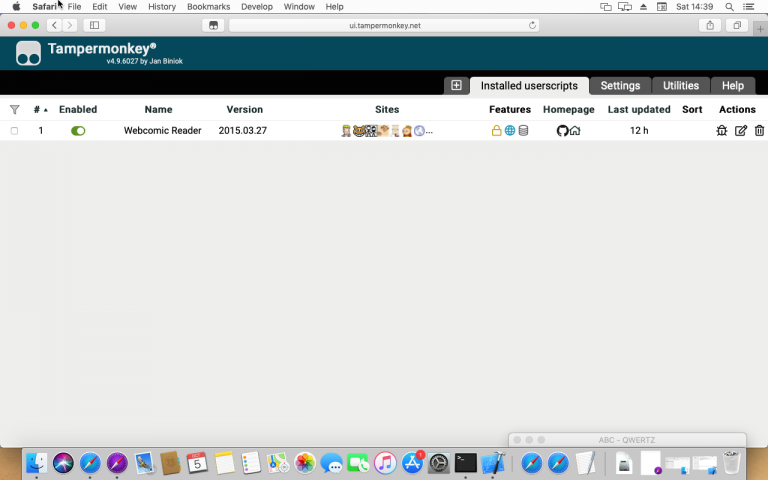 Safari File Edit View History Bookmarks Develop Window Help Sat 14:39
ui.tampermonkey.net
Tampermonkey®
v4.9.6027 by Jan Biniok
Installed userscripts Settings Utilities Help
# Enabled Name Version Sites Features Homepage Last updated Sort Actions
1 Webcomic Reader 2015.03.27 ... 12 h
ABC - QWERTZ
5
1